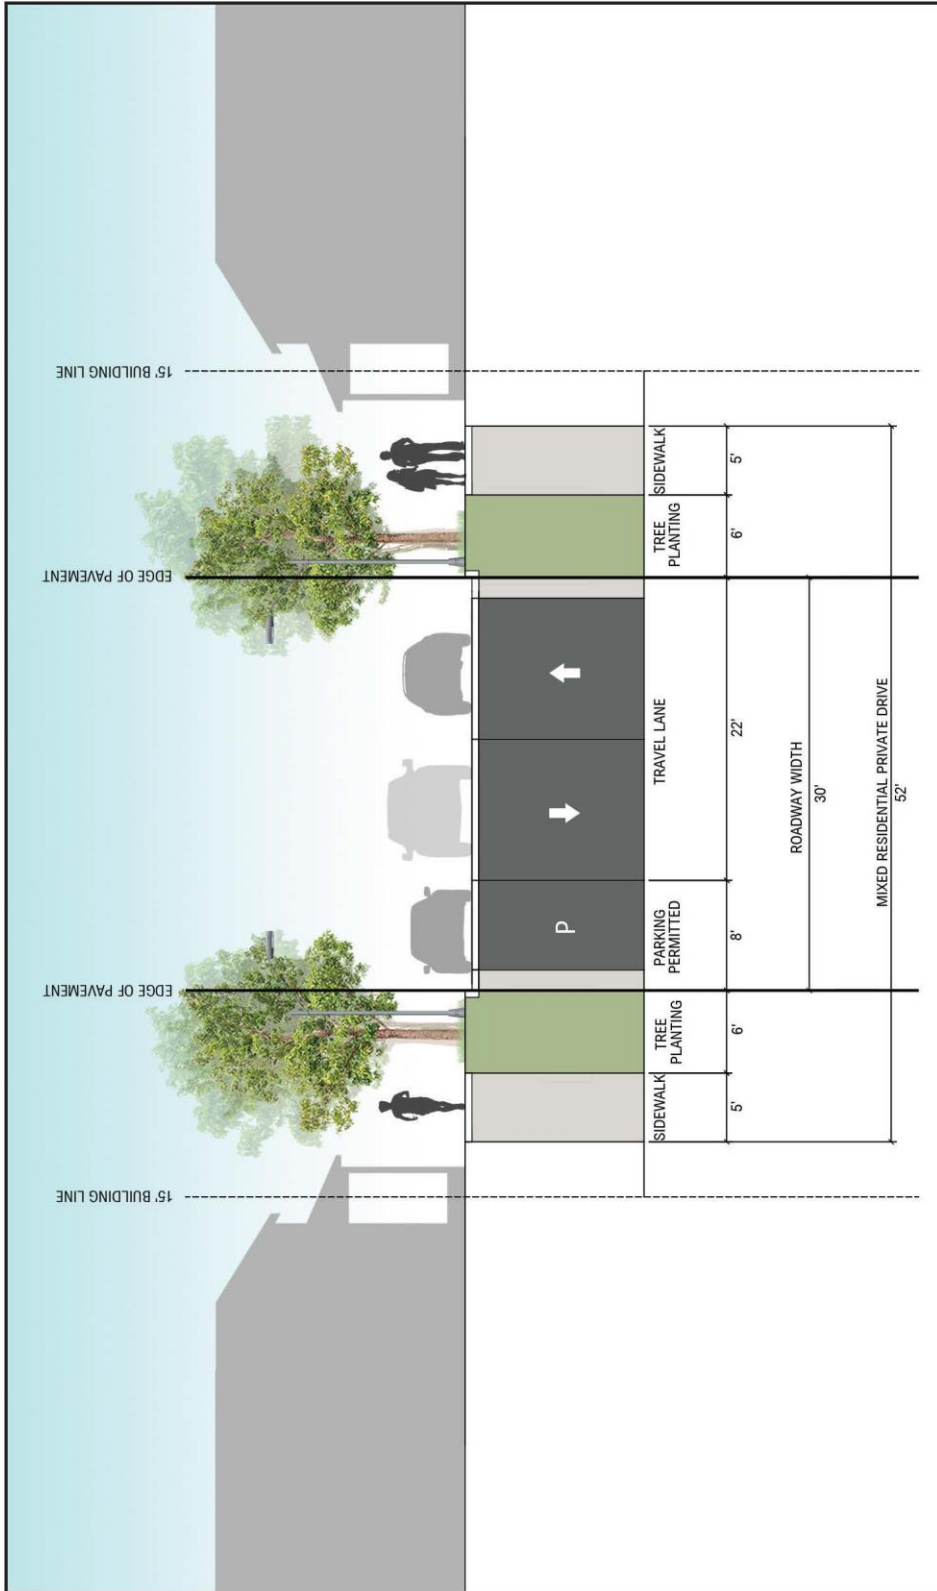 15' BUILDING LINE
EDGE OF PAVEMENT
EDGE OF PAVEMENT
15' BUILDING LINE
P
SIDEWALK
TREE
PLANTING
PARKING
PERMITTED
TRAVEL LANE
TREE
PLANTING
SIDEWALK
5'
6'
8'
22'
6'
5'
ROADWAY WIDTH
30'
MIXED RESIDENTIAL PRIVATE DRIVE
52'